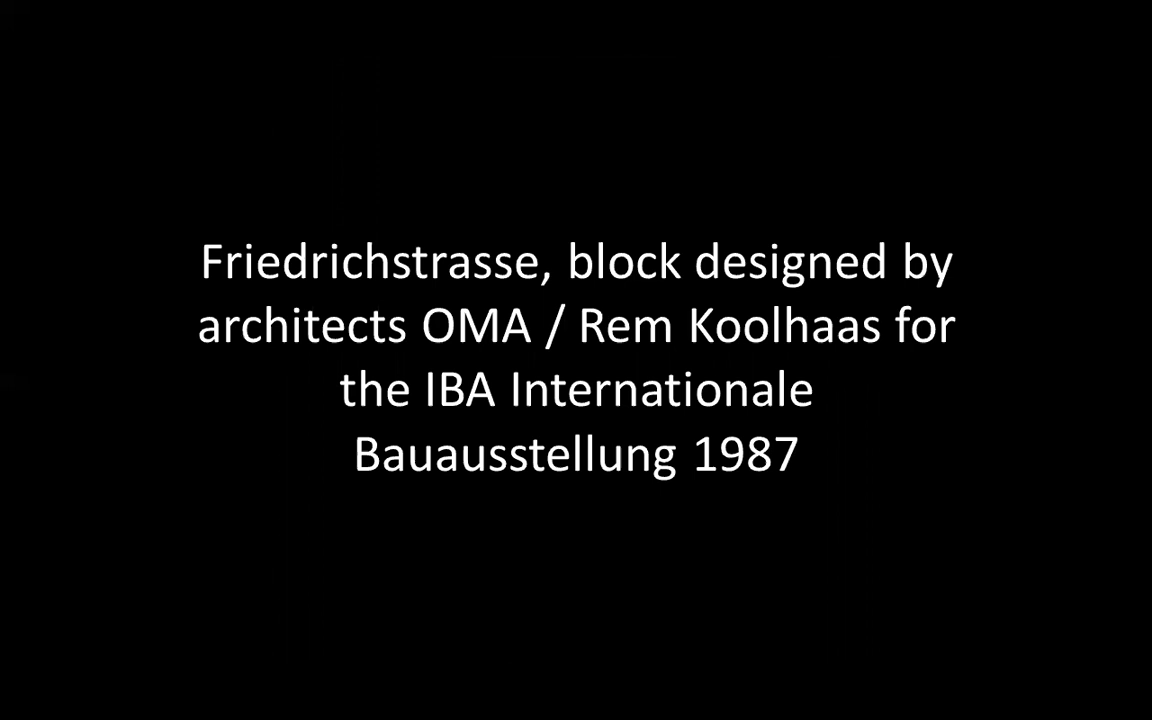 Friedrichstrasse, block designed by
architects OMA / Rem Koolhaas for
the IBA Internationale
Bauausstellung 1987